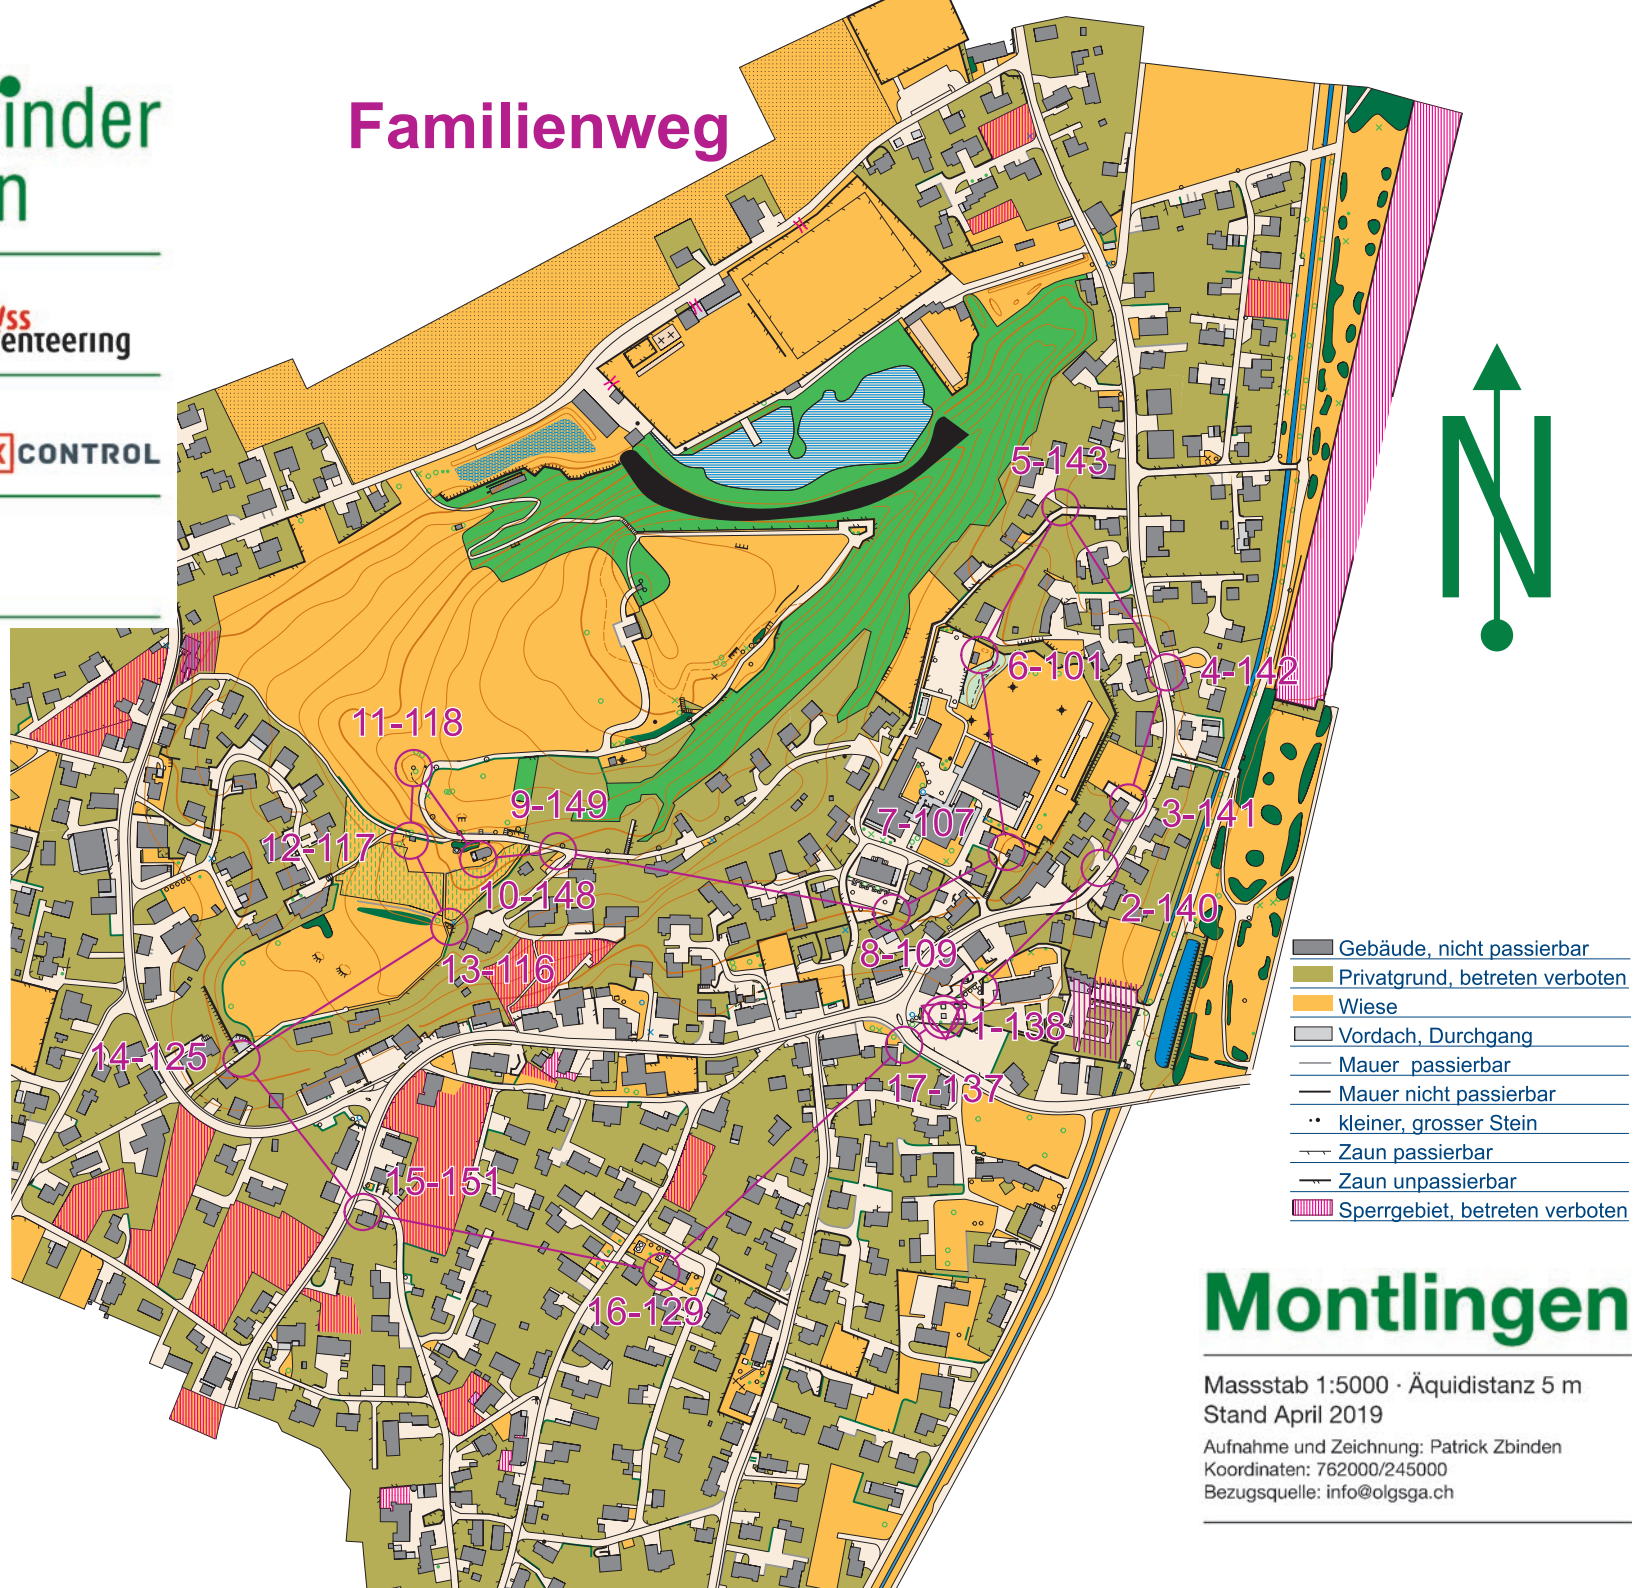 inder
n
Familienweg
ss
enteering
X CONTROL
N
5-143
6-101
4-142
11-118
9-149
7-107
3-141
12-117
10-148
2-140
8-109
13-116
1-138
14-125
17-137
15-151
16-129
Gebäude, nicht passierbar
Privatgrund, betreten verboten
Wiese
Vordach, Durchgang
Mauer passierbar
Mauer nicht passierbar
kleiner, grosser Stein
Zaun passierbar
Zaun unpassierbar
Sperrgebiet, betreten verboten
Montlingen
Massstab 1:5000 · Äquidistanz 5 m
Stand April 2019
Aufnahme und Zeichnung: Patrick Zbinden
Koordinaten: 762000/245000
Bezugsquelle: info@olgsga.ch